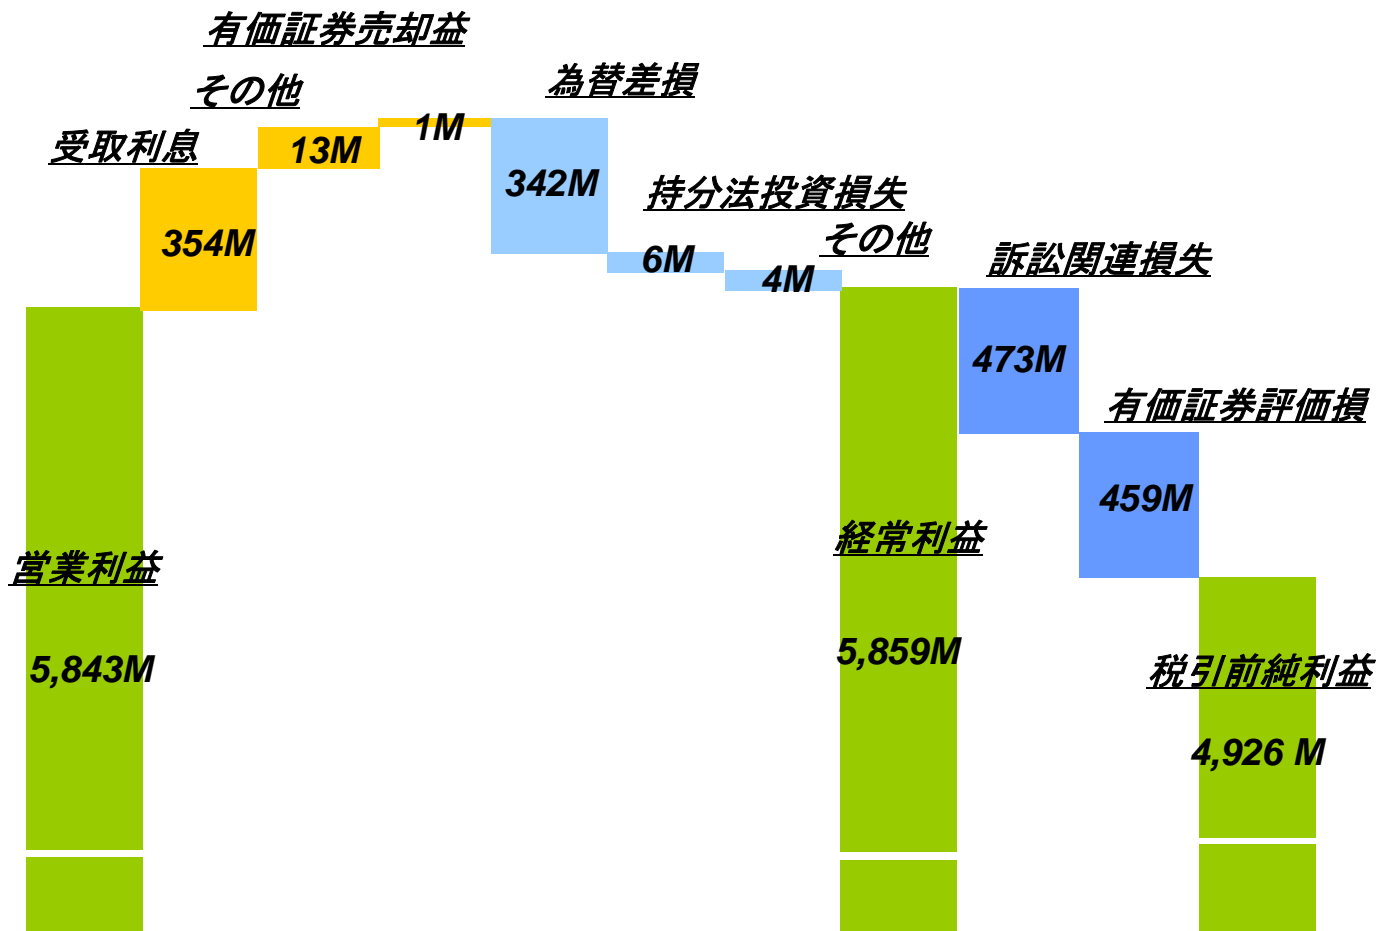 有価証券売却益
その他
為替差損
受取利息
1M
13M
342M
持分法投資損失
354M
その他
6M
4M
訴訟関連損失
473M
有価証券評価損
459M
経常利益
営業利益
5,859M
5,843M
税引前純利益
4,926 M